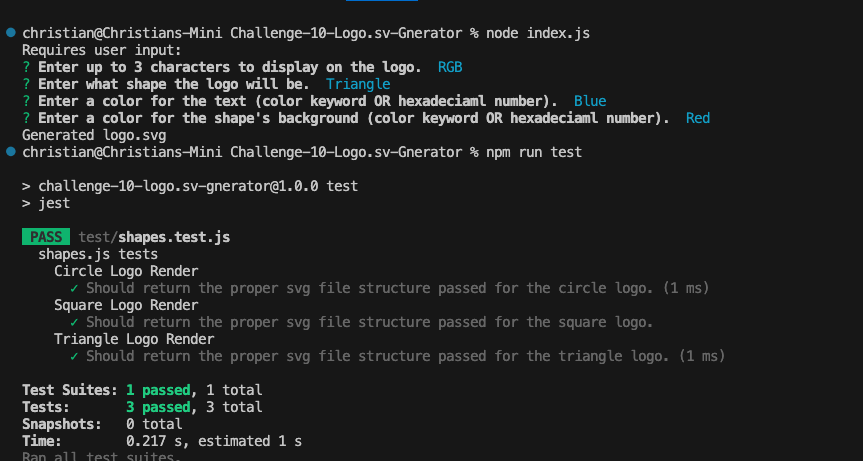 christian@Christians-Mini Challenge-10-Logo.sv-Gnerator % node index.js
Requires user input:
? Enter up to 3 characters to display on the logo. RGB
? Enter what shape the logo will be. Triangle
? Enter a color for the text (color keyword OR hexadeciaml number). Blue
? Enter a color for the shape's background (color keyword OR hexadeciaml number). Red
Generated logo.svg
christian@Christians-Mini Challenge-10-Logo.sv-Gnerator % npm run test
> challenge-10-logo.sv-gnerator@1.0.0 test
> jest
PASS test/shapes.test.js
shapes.js tests
Circle Logo Render
✓ Should return the proper svg file structure passed for the circle logo. (1 ms)
Square Logo Render
✓ Should return the proper svg file structure passed for the square logo.
Triangle Logo Render
✓ Should return the proper svg file structure passed for the triangle logo. (1 ms)
Test Suites: 1 passed, 1 total
Tests: 3 passed, 3 total
Snapshots: 0 total
Time: 0.217 s, estimated 1 s
Ran all test suites.